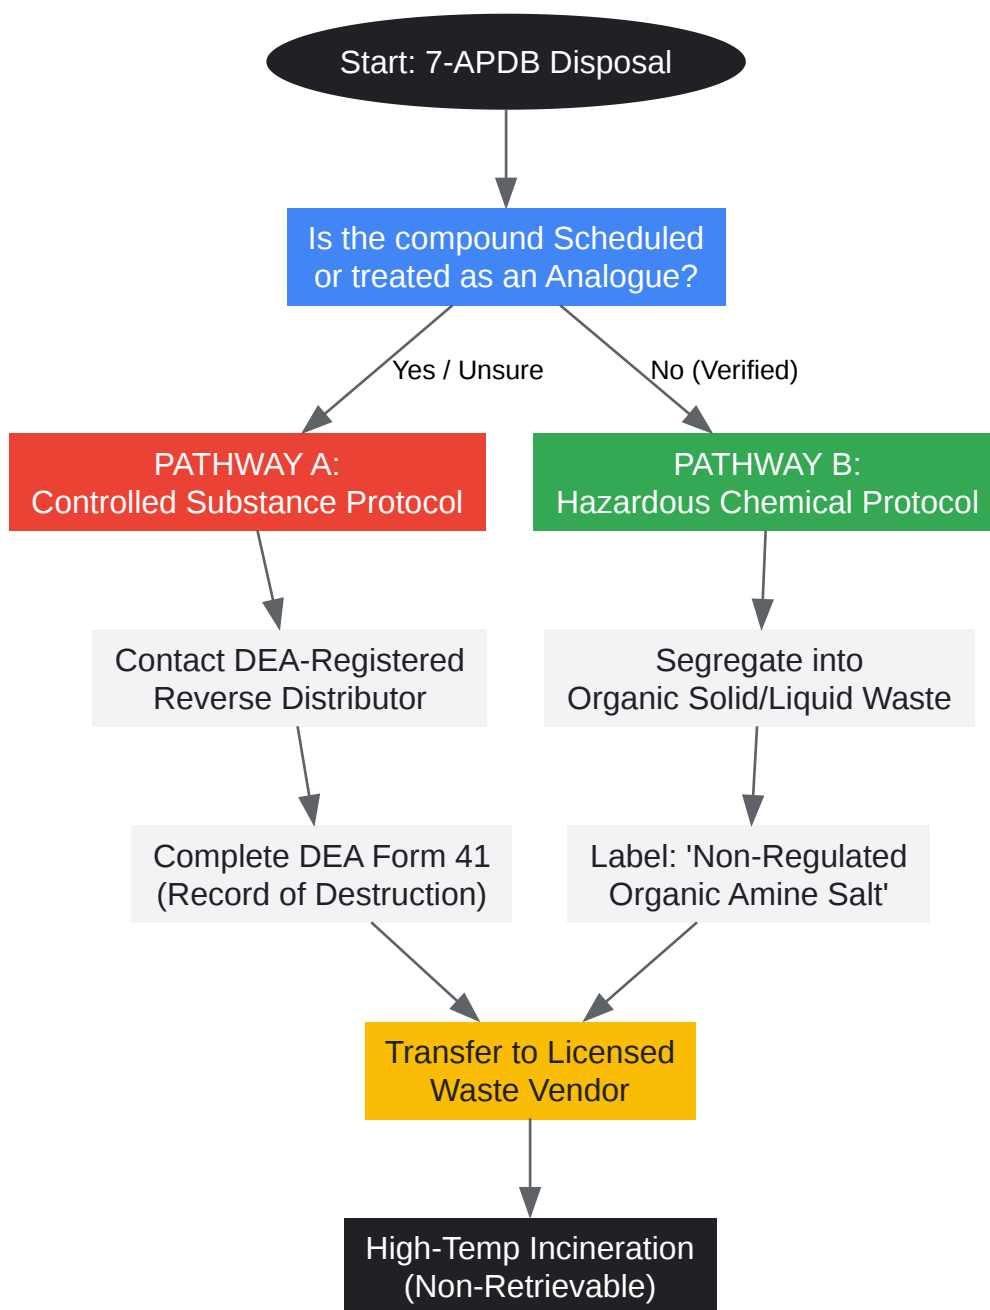 Start: 7-APDB Disposal
Is the compound Scheduled
or treated as an Analogue?
Yes / Unsure
No (Verified)
PATHWAY A:
Controlled Substance Protocol
PATHWAY B:
Hazardous Chemical Protocol
Contact DEA-Registered
Reverse Distributor
Segregate into
Organic Solid/Liquid Waste
Complete DEA Form 41
(Record of Destruction)
Label: 'Non-Regulated
Organic Amine Salt'
Transfer to Licensed
Waste Vendor
High-Temp Incineration
(Non-Retrievable)